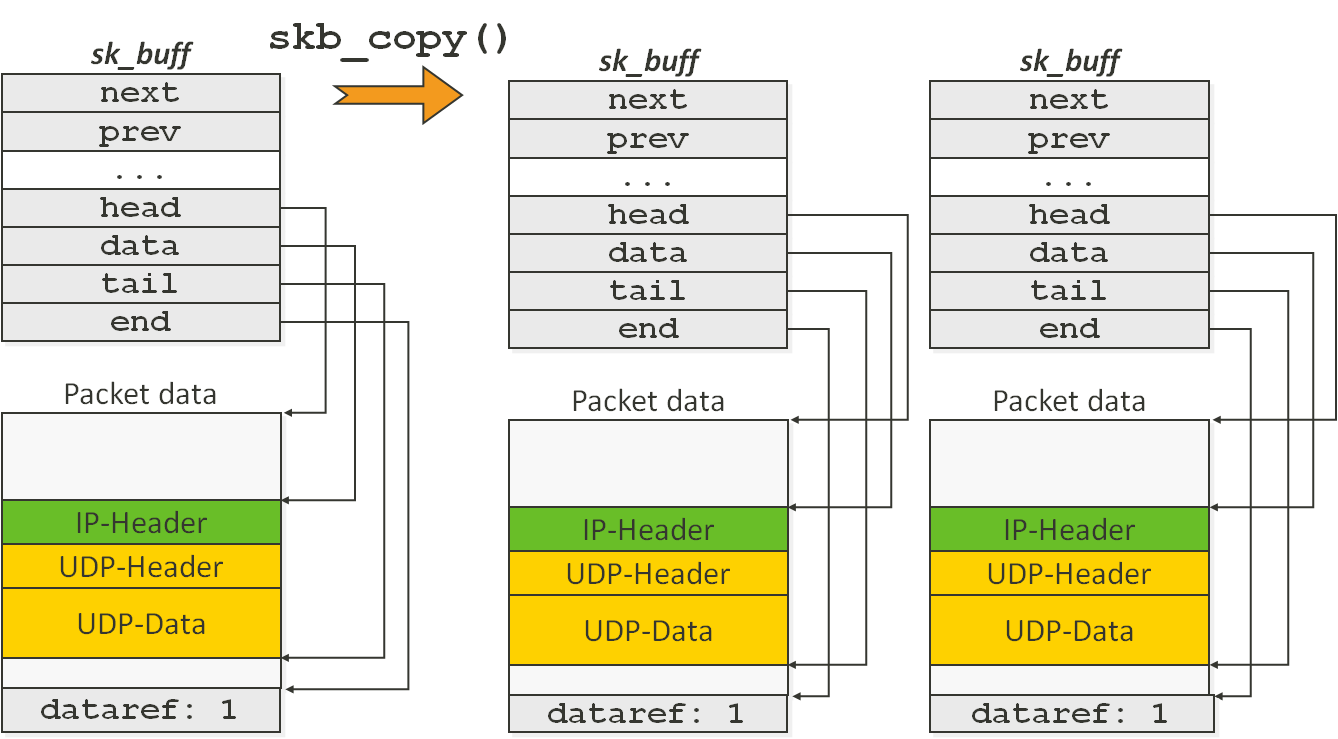 skb_copy()
sk_buff
next
prev
...
head
data
tail
end
Packet data
IP-Header
UDP-Header
UDP-Data
dataref: 1
sk_buff
next
prev
...
head
data
tail
end
Packet data
IP-Header
UDP-Header
UDP-Data
dataref: 1
sk_buff
next
prev
...
head
data
tail
end
Packet data
IP-Header
UDP-Header
UDP-Data
dataref: 1